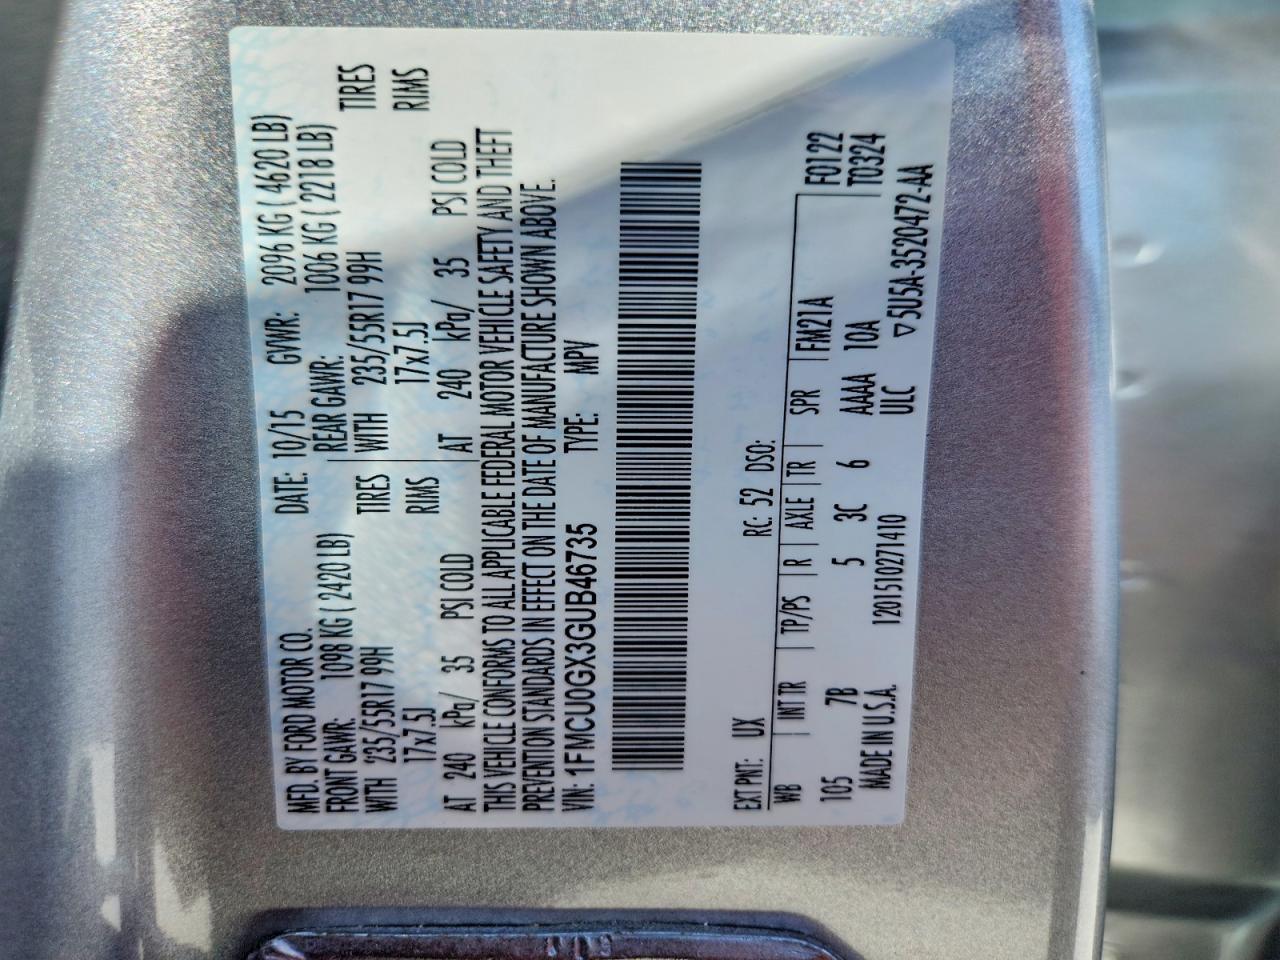 MFD. BY FORD MOTOR CO. DATE: 10/15 GVWR: 2096 KG ( 4620 LB)
FRONT GAWR: 1098 KG ( 2420 LB) REAR GAWR: 1006 KG ( 2218 LB)
WITH 235/55R17 99H TIRES WITH 235/55R17 99H TIRES
17x7.5J RIMS 17x7.5J RIMS
AT 240 kPa/ 35 PSI COLD AT 240 kPa/ 35 PSI COLD
THIS VEHICLE CONFORMS TO ALL APPLICABLE FEDERAL MOTOR VEHICLE SAFETY AND THEFT
PREVENTION STANDARDS IN EFFECT ON THE DATE OF MANUFACTURE SHOWN ABOVE.
VIN: 1FMCU0GX3GUB46735 TYPE: MPV
EXT PNT: UX RC: 52 DSO:
WB | INT TR | TP/PS | R | AXLE | TR | SPR | FM21A F0122
T0324
105 7B 5 3C 6 AAAA 10A
MADE IN U.S.A. 12015102​71410 ULC ▽5U5A-3520472-AA